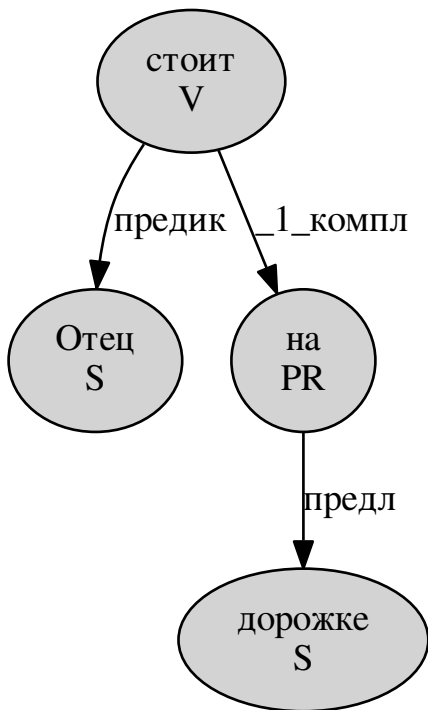 стоит
V
предик
_1_компл
Отец
S
на
PR
предл
дорожке
S